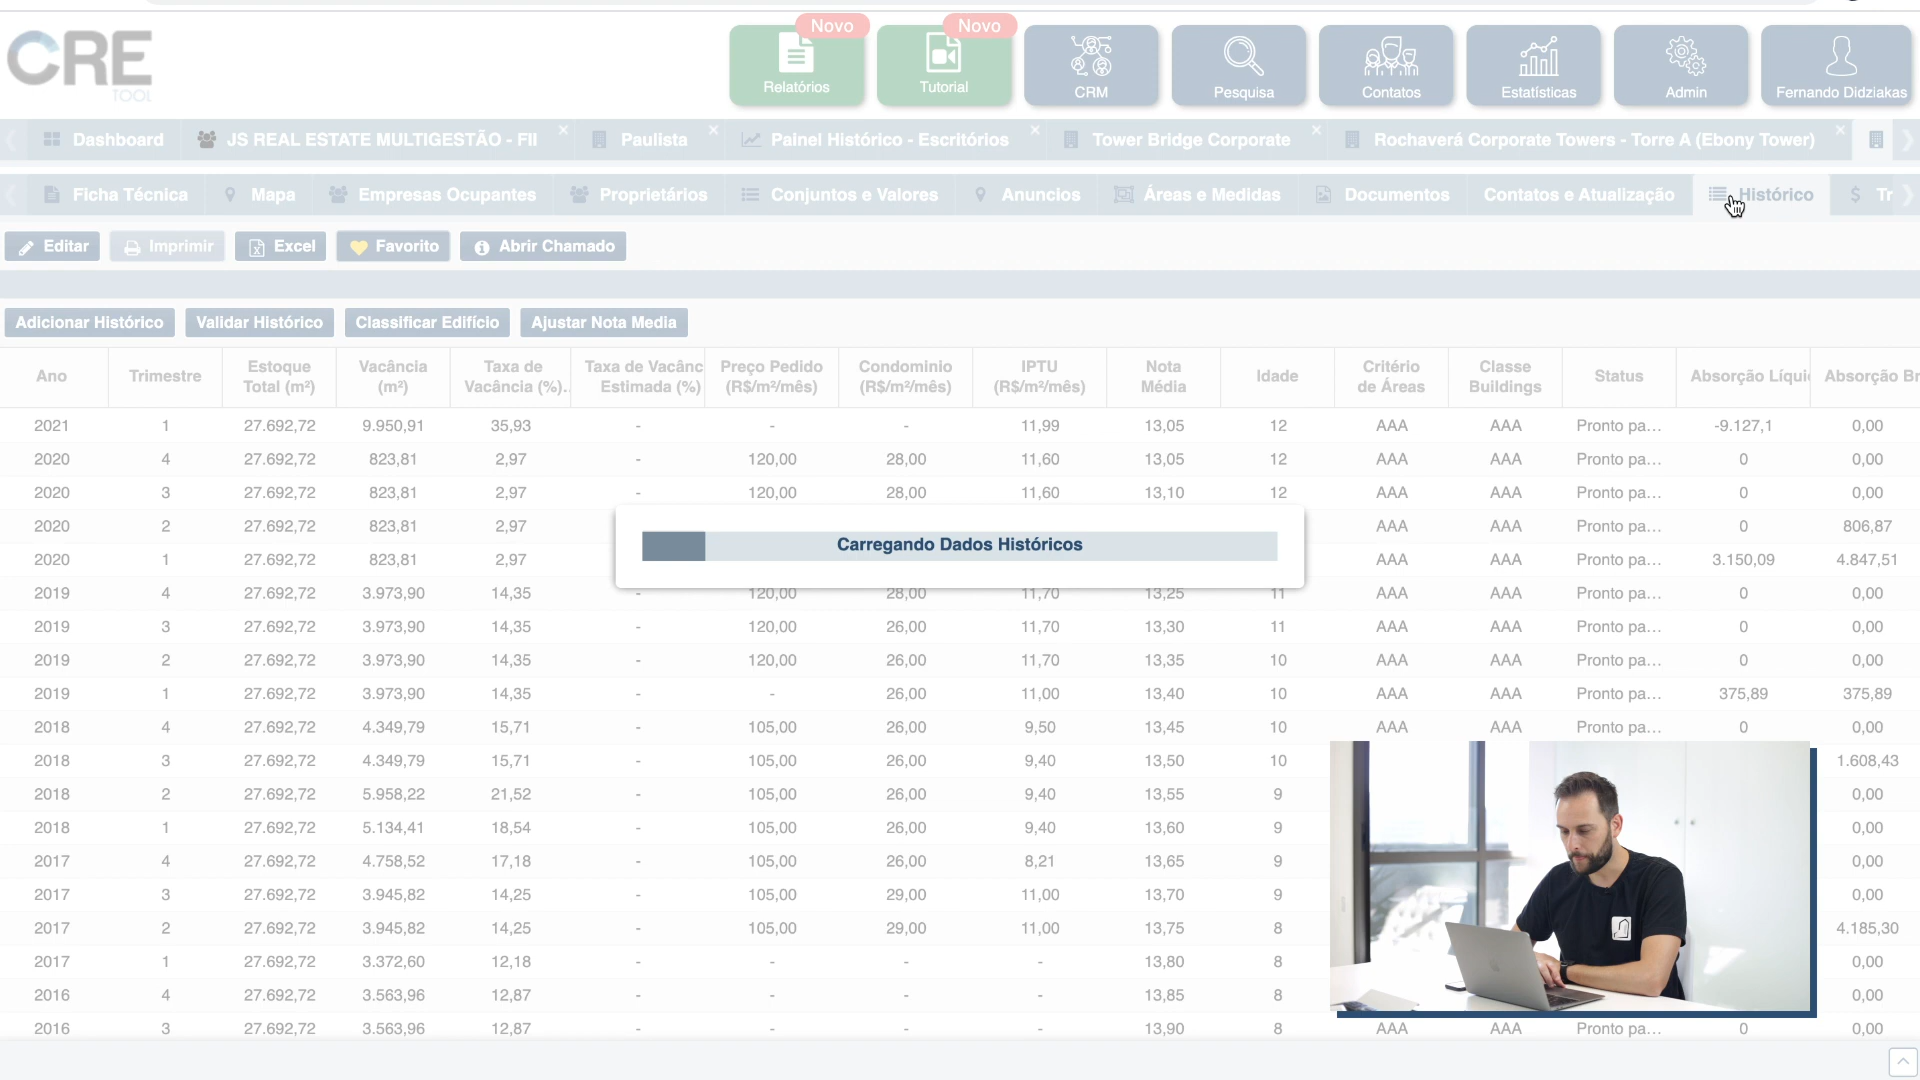 CRE
TOOL
Novo
Relatórios
Novo
Tutorial
CRM
Pesquisa
Contatos
Estatísticas
Admin
Fernando Didziakas
Dashboard
JS REAL ESTATE MULTIGESTÃO - FII
Paulista
Painel Histórico - Escritórios
Tower Bridge Corporate
Rochaverá Corporate Towers - Torre A (Ebony Tower)
Ficha Técnica
Mapa
Empresas Ocupantes
Proprietários
Conjuntos e Valores
Anuncios
Áreas e Medidas
Documentos
Contatos e Atualização
Histórico
$ Tr
Editar
Imprimir
Excel
Favorito
Abrir Chamado
Adicionar Histórico
Validar Histórico
Classificar Edifício
Ajustar Nota Media
Ano
Trimestre
Estoque
Total (m²)
Vacância
(m²)
Taxa de
Vacância (%)..
Taxa de Vacânc
Estimada (%)
Preço Pedido
(R$/m²/mês)
Condominio
(R$/m²/mês)
IPTU
(R$/m²/mês)
Nota
Média
Idade
Critério
de Áreas
Classe
Buildings
Status
Absorção Líqui
Absorção Br
2021 1 27.692,72 9.950,91 35,93 - - - 11,99 13,05 12 AAA AAA Pronto pa... -9.127,1 0,00
2020 4 27.692,72 823,81 2,97 - 120,00 28,00 11,60 13,05 12 AAA AAA Pronto pa... 0 0,00
2020 3 27.692,72 823,81 2,97 - 120,00 28,00 11,60 13,10 12 AAA AAA Pronto pa... 0 0,00
2020 2 27.692,72 823,81 2,97 AAA AAA Pronto pa... 0 806,87
Carregando Dados Históricos
2020 1 27.692,72 823,81 2,97 AAA AAA Pronto pa... 3.150,09 4.847,51
2019 4 27.692,72 3.973,90 14,35 - 120,00 28,00 11,70 13,25 11 AAA AAA Pronto pa... 0 0,00
2019 3 27.692,72 3.973,90 14,35 - 120,00 26,00 11,70 13,30 11 AAA AAA Pronto pa... 0 0,00
2019 2 27.692,72 3.973,90 14,35 - 120,00 26,00 11,70 13,35 10 AAA AAA Pronto pa... 0 0,00
2019 1 27.692,72 3.973,90 14,35 - - 26,00 11,00 13,40 10 AAA AAA Pronto pa... 375,89 375,89
2018 4 27.692,72 4.349,79 15,71 - 105,00 26,00 9,50 13,45 10 AAA AAA Pronto pa... 0 0,00
2018 3 27.692,72 4.349,79 15,71 - 105,00 26,00 9,40 13,50 10 1.608,43
2018 2 27.692,72 5.958,22 21,52 - 105,00 26,00 9,40 13,55 9 0,00
2018 1 27.692,72 5.134,41 18,54 - 105,00 26,00 9,40 13,60 9 0,00
2017 4 27.692,72 4.758,52 17,18 - 105,00 26,00 8,21 13,65 9 0,00
2017 3 27.692,72 3.945,82 14,25 - 105,00 29,00 11,00 13,70 9 0,00
2017 2 27.692,72 3.945,82 14,25 - 105,00 29,00 11,00 13,75 8 4.185,30
2017 1 27.692,72 3.372,60 12,18 - - - - 13,80 8 0,00
2016 4 27.692,72 3.563,96 12,87 - - - - 13,85 8 0,00
2016 3 27.692,72 3.563,96 12,87 - - - - 13,90 8 AAA AAA Pronto pa... 0 0,00